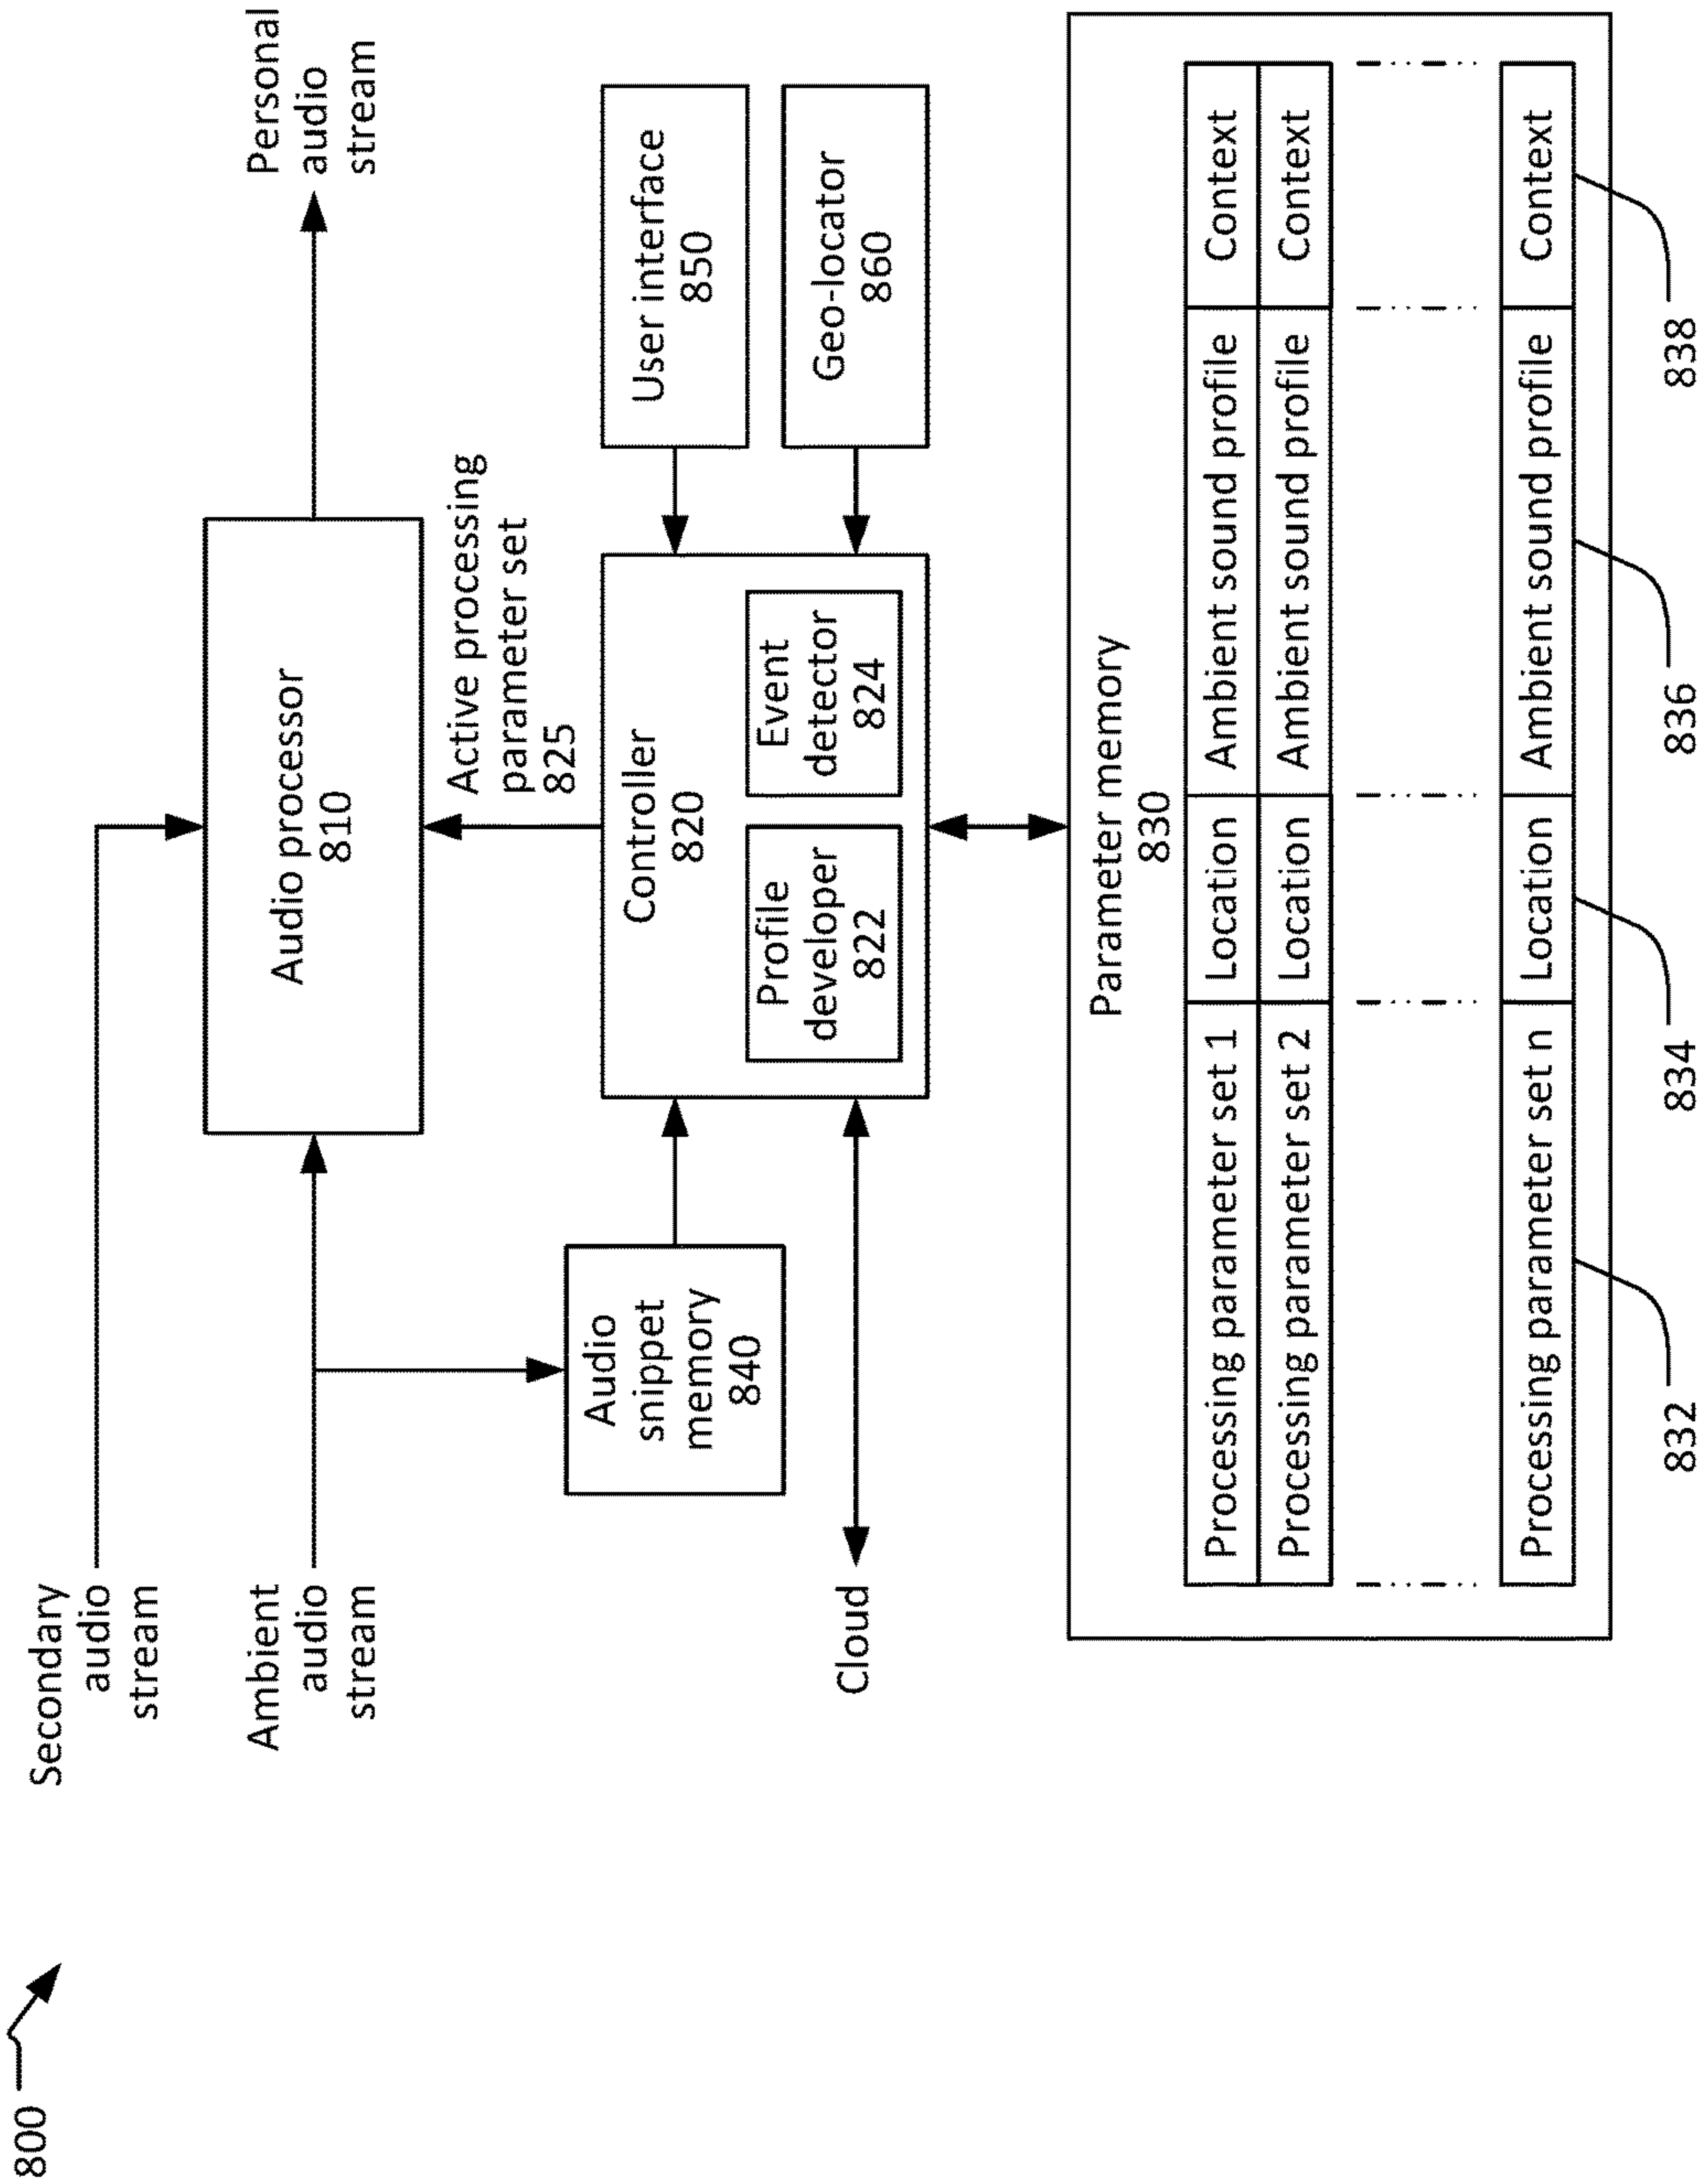 800
Secondary
audio
stream
Ambient
audio
stream
Personal
audio
stream
Audio processor
810
Active processing
parameter set
825
Audio
snippet
memory
840
Controller
820
Profile
developer
822
Event
detector
824
User interface
850
Geo-locator
860
Cloud
Parameter memory
830
Processing parameter set 1 Location Ambient sound profile Context
Processing parameter set 2 Location Ambient sound profile Context
Processing parameter set n Location Ambient sound profile Context
832 834 836 838